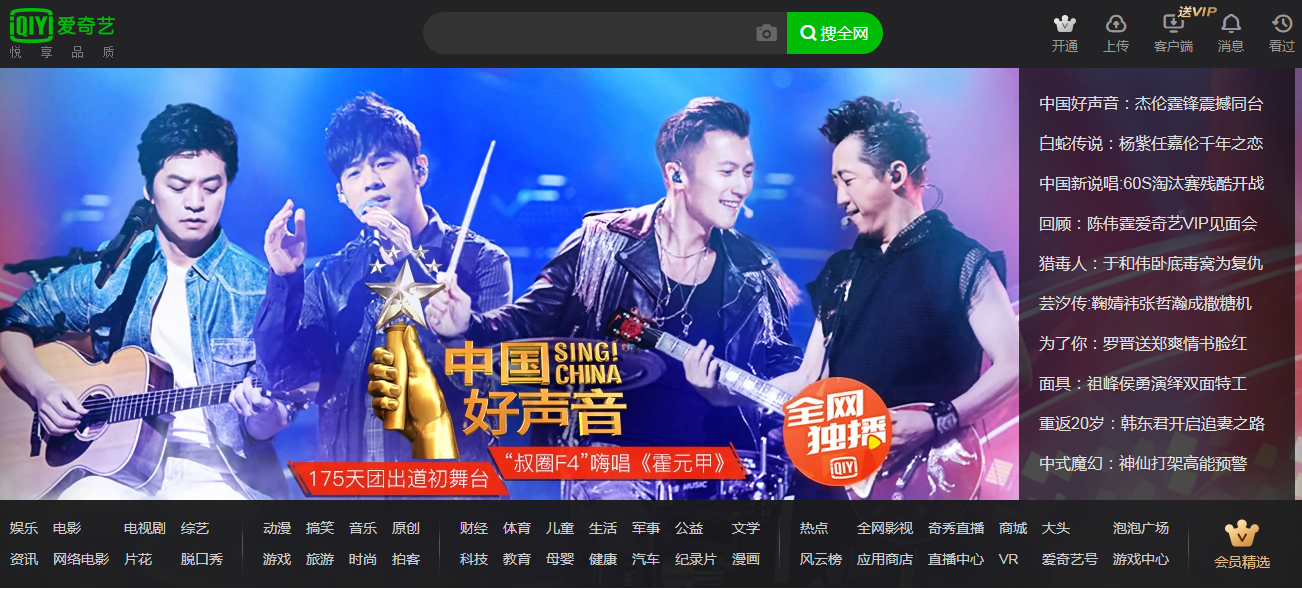 iQIYI 爱奇艺
悦享品质
搜全网
送VIP
开通 上传 客户端 消息 看过
中国好声音：杰伦霆锋震撼同台
白蛇传说：杨紫任嘉伦千年之恋
中国新说唱:60S淘汰赛残酷开战
回顾：陈伟霆爱奇艺VIP见面会
猎毒人：于和伟卧底毒窝为复仇
芸汐传:鞠婧祎张哲瀚成撒糖机
为了你：罗晋送郑爽情书脸红
面具：祖峰侯勇演绎双面特工
重返20岁：韩东君开启追妻之路
中式魔幻：神仙打架高能预警
中国 SING! CHINA
好声音
全网
独播
iQIYI
175天团出道初舞台
“叔圈F4”嗨唱《霍元甲》
娱乐 电影 电视剧 综艺 动漫 搞笑 音乐 原创 财经 体育 儿童 生活 军事 公益 文学 热点 全网影视 奇秀直播 商城 大头 泡泡广场
资讯 网络电影 片花 脱口秀 游戏 旅游 时尚 拍客 科技 教育 母婴 健康 汽车 纪录片 漫画 风云榜 应用商店 直播中心 VR 爱奇艺号 游戏中心
会员精选